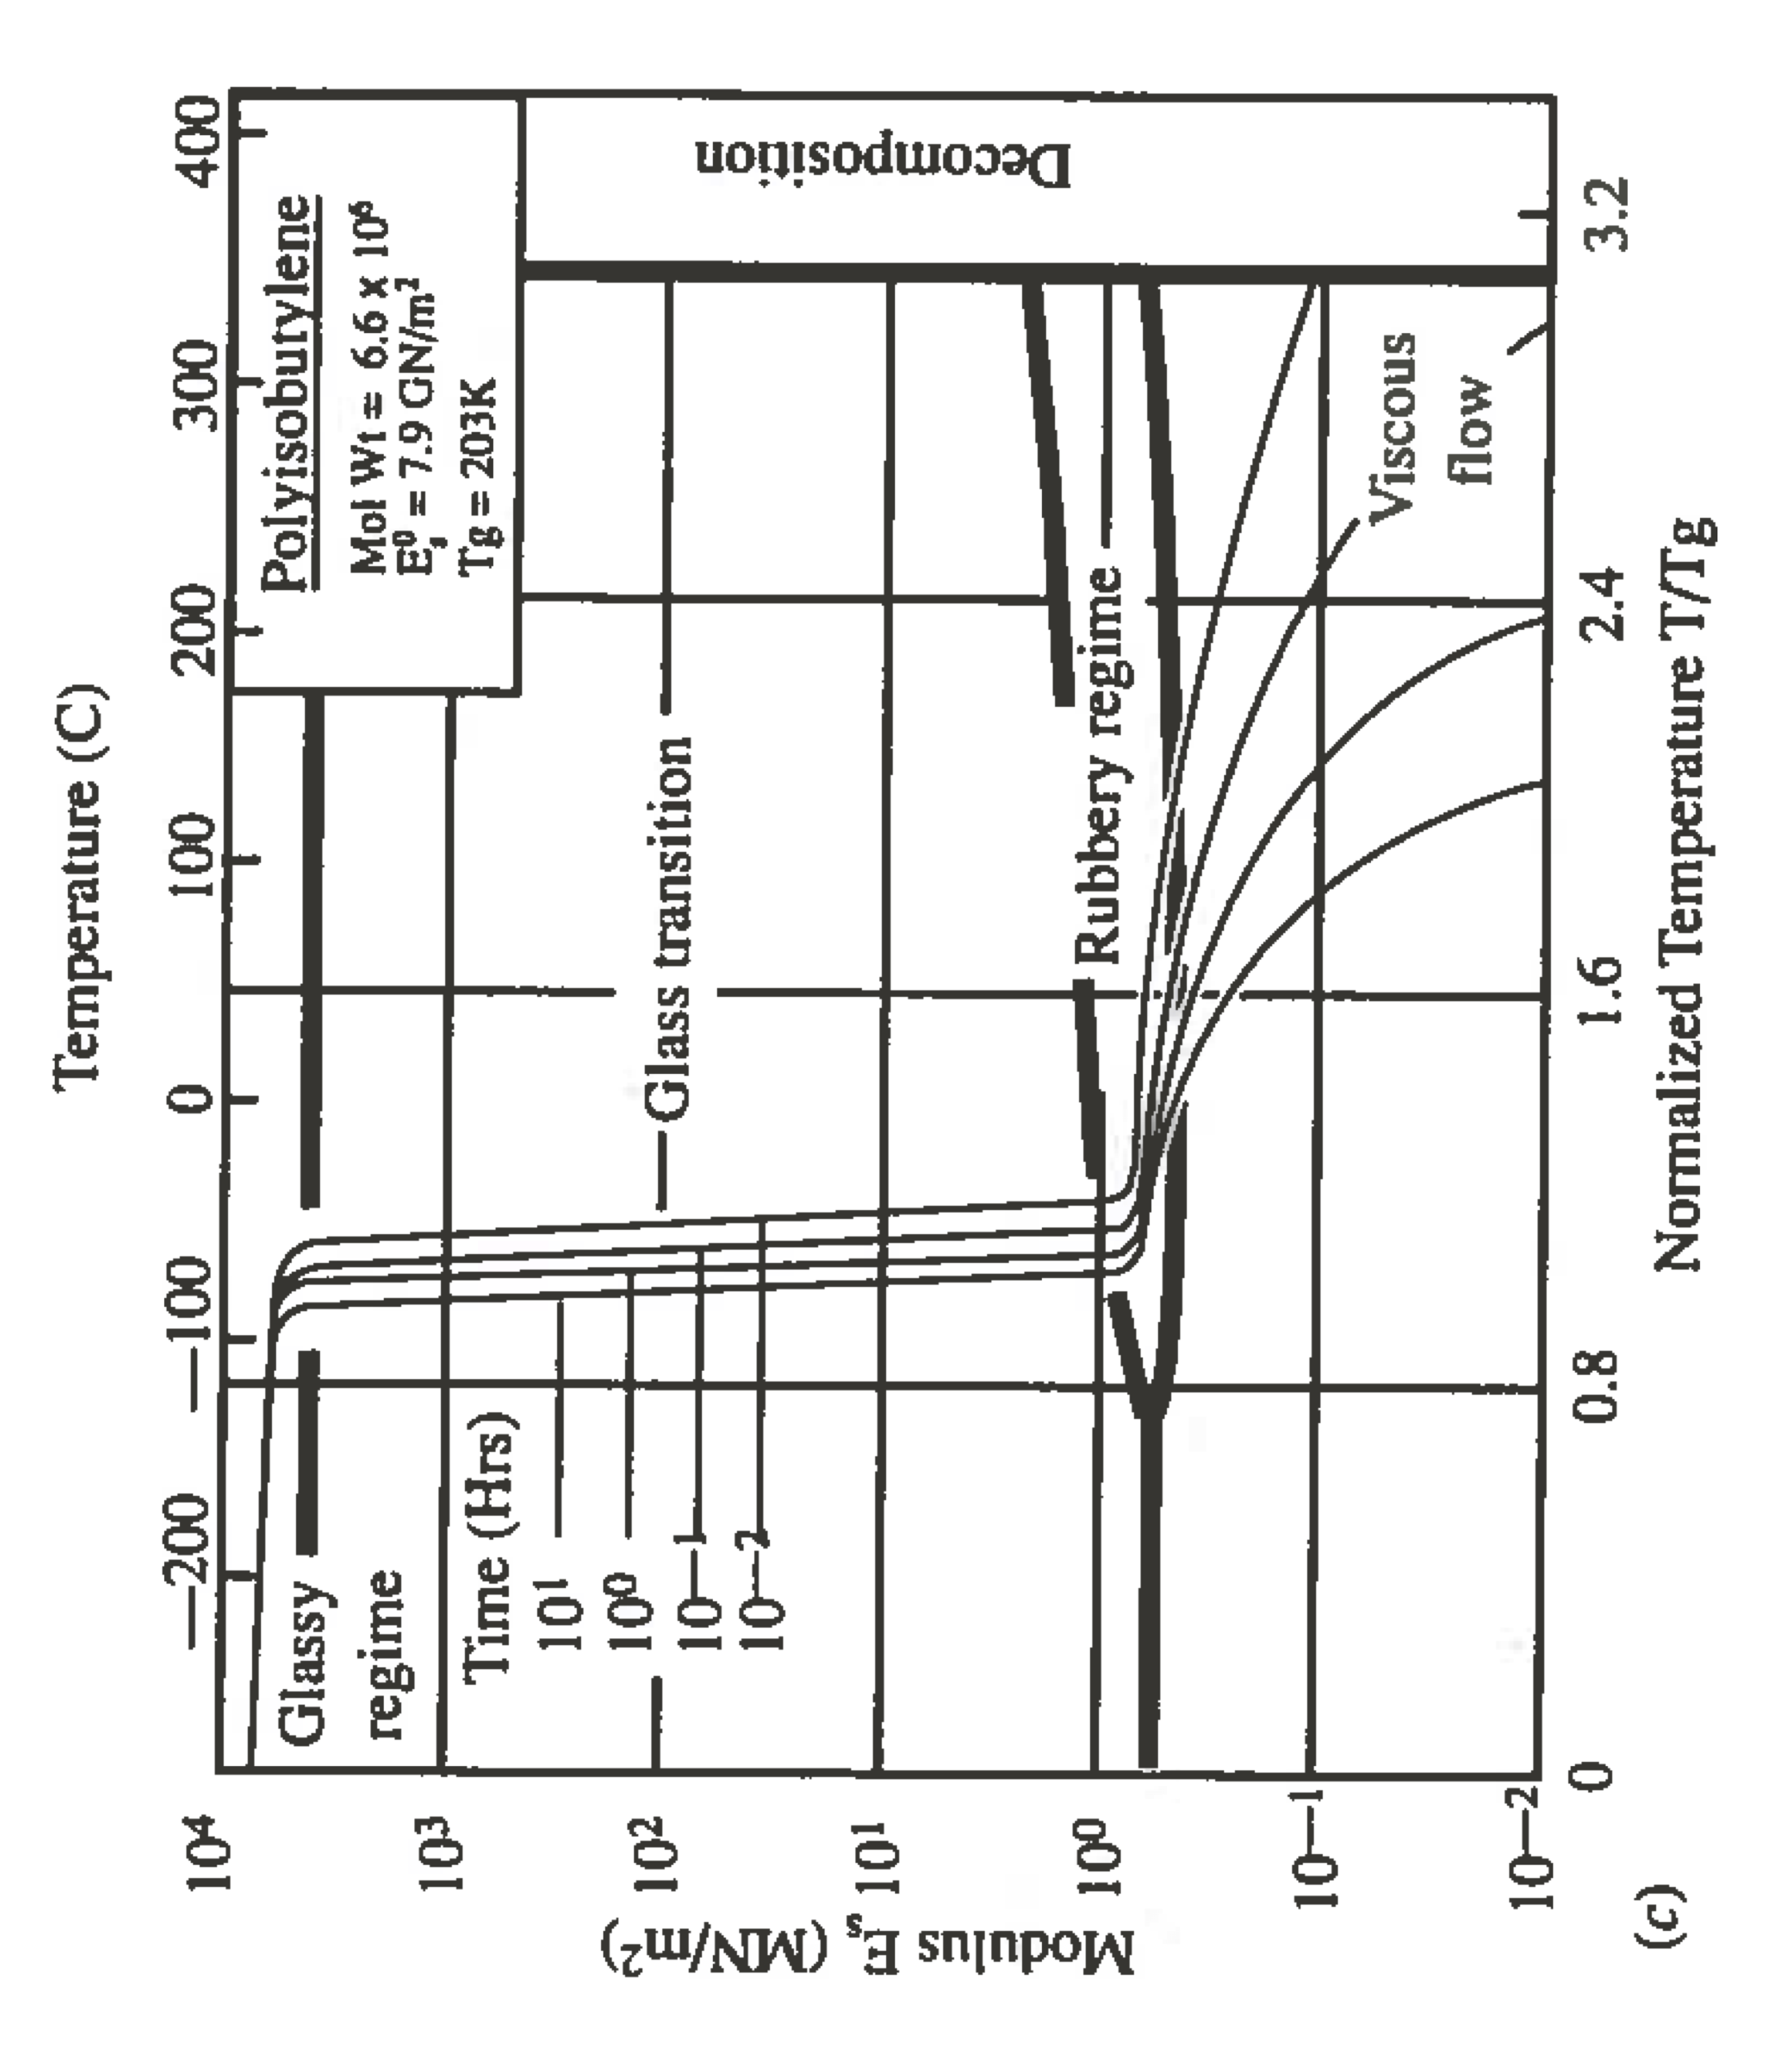 Temperature (C)
—200
—100
0
100
200
300
400
Polyisobutylene
Mol Wt = 6.6 x 10⁶
E⁰ₛ = 7.9 GN/m²
Tg = 203K
Decomposition
Glassy
regime
Time (Hrs)
10¹
10⁰
10—¹
10—²
Glass transition
Rubbery regime
Viscous
flow
Modulus Eₛ (MN/m²)
10⁴
10³
10²
10¹
10⁰
10—¹
10—²
0
0.8
1.6
2.4
3.2
Normalized Temperature T/Tg
(c)